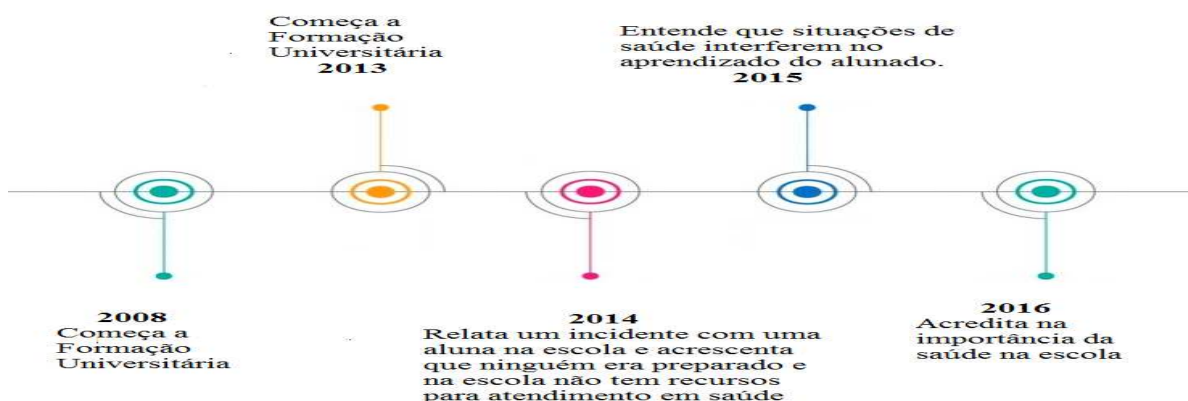 Começa a
Formação
Universitária
2013
Entende que situações de
saúde interferem no
aprendizado do alunado.
2015
2008
Começa a
Formação
Universitária
2014
Relata um incidente com uma
aluna na escola e acrescenta
que ninguém era preparado e
na escola não tem recursos
para atendimento em saúde
2016
Acredita na
importância da
saúde na escola